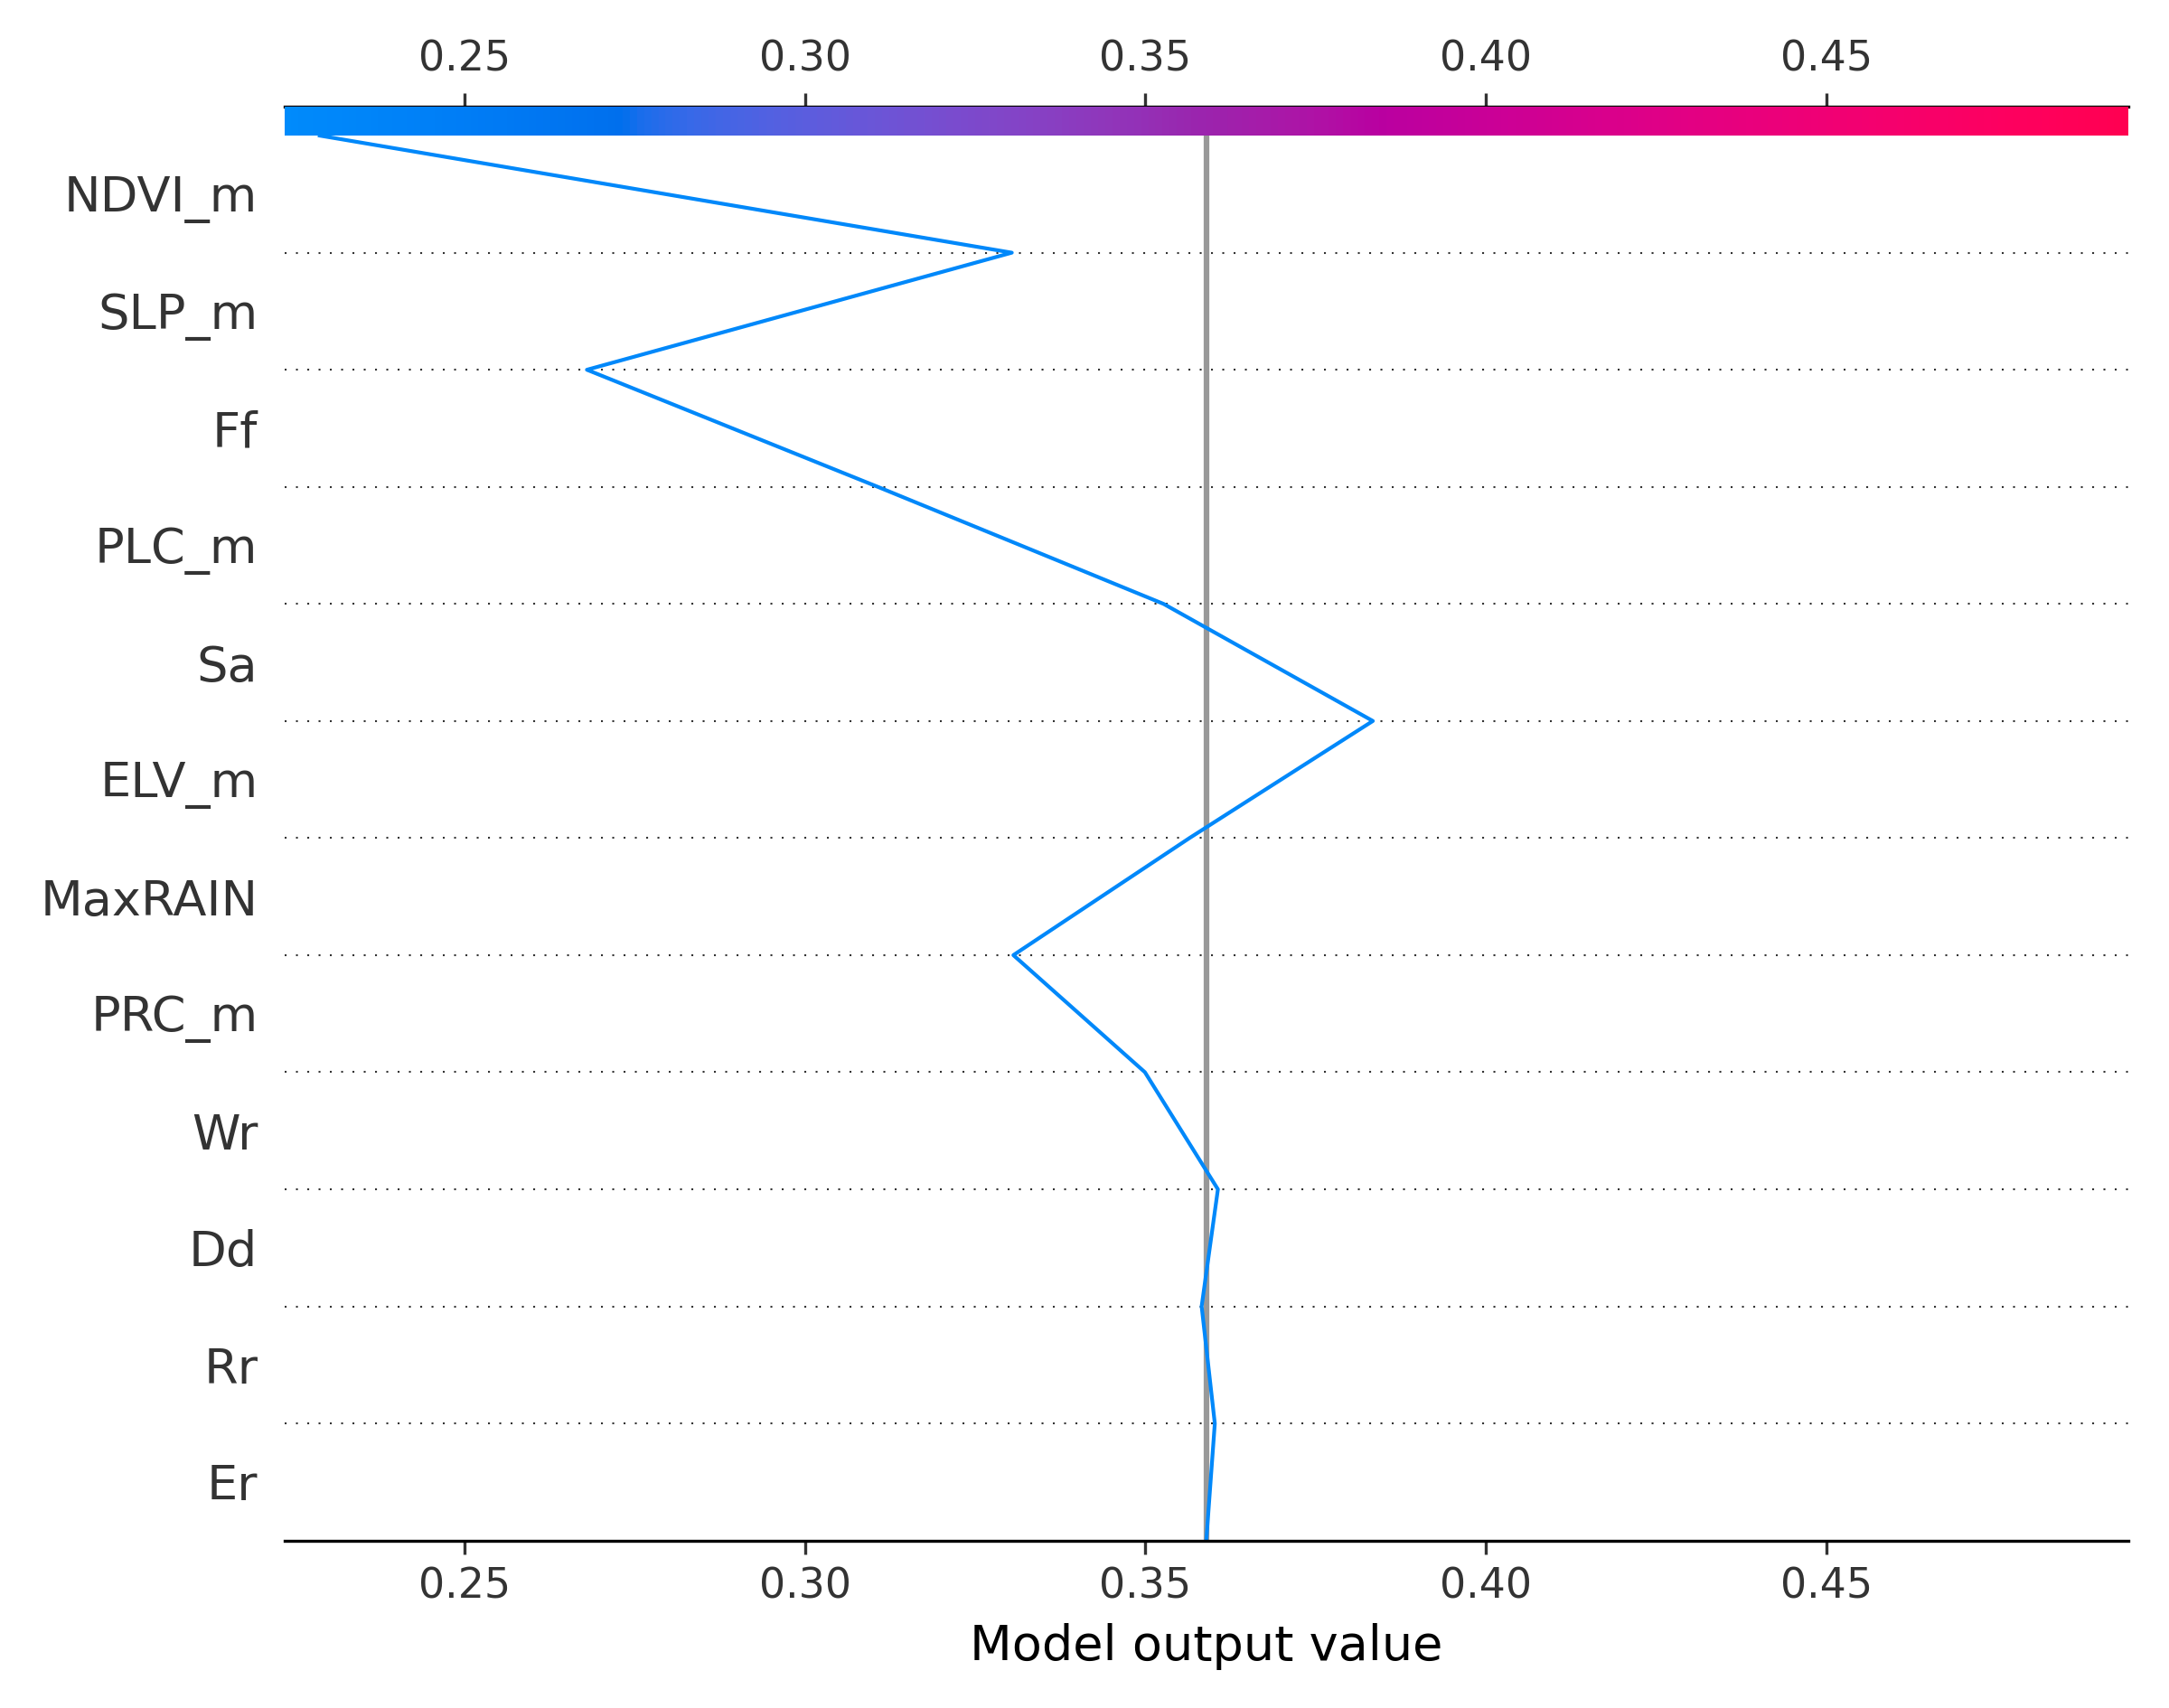 0.25 0.30 0.35 0.40 0.45
NDVI_m
SLP_m
Ff
PLC_m
Sa
ELV_m
MaxRAIN
PRC_m
Wr
Dd
Rr
Er
0.25 0.30 0.35 0.40 0.45
Model output value